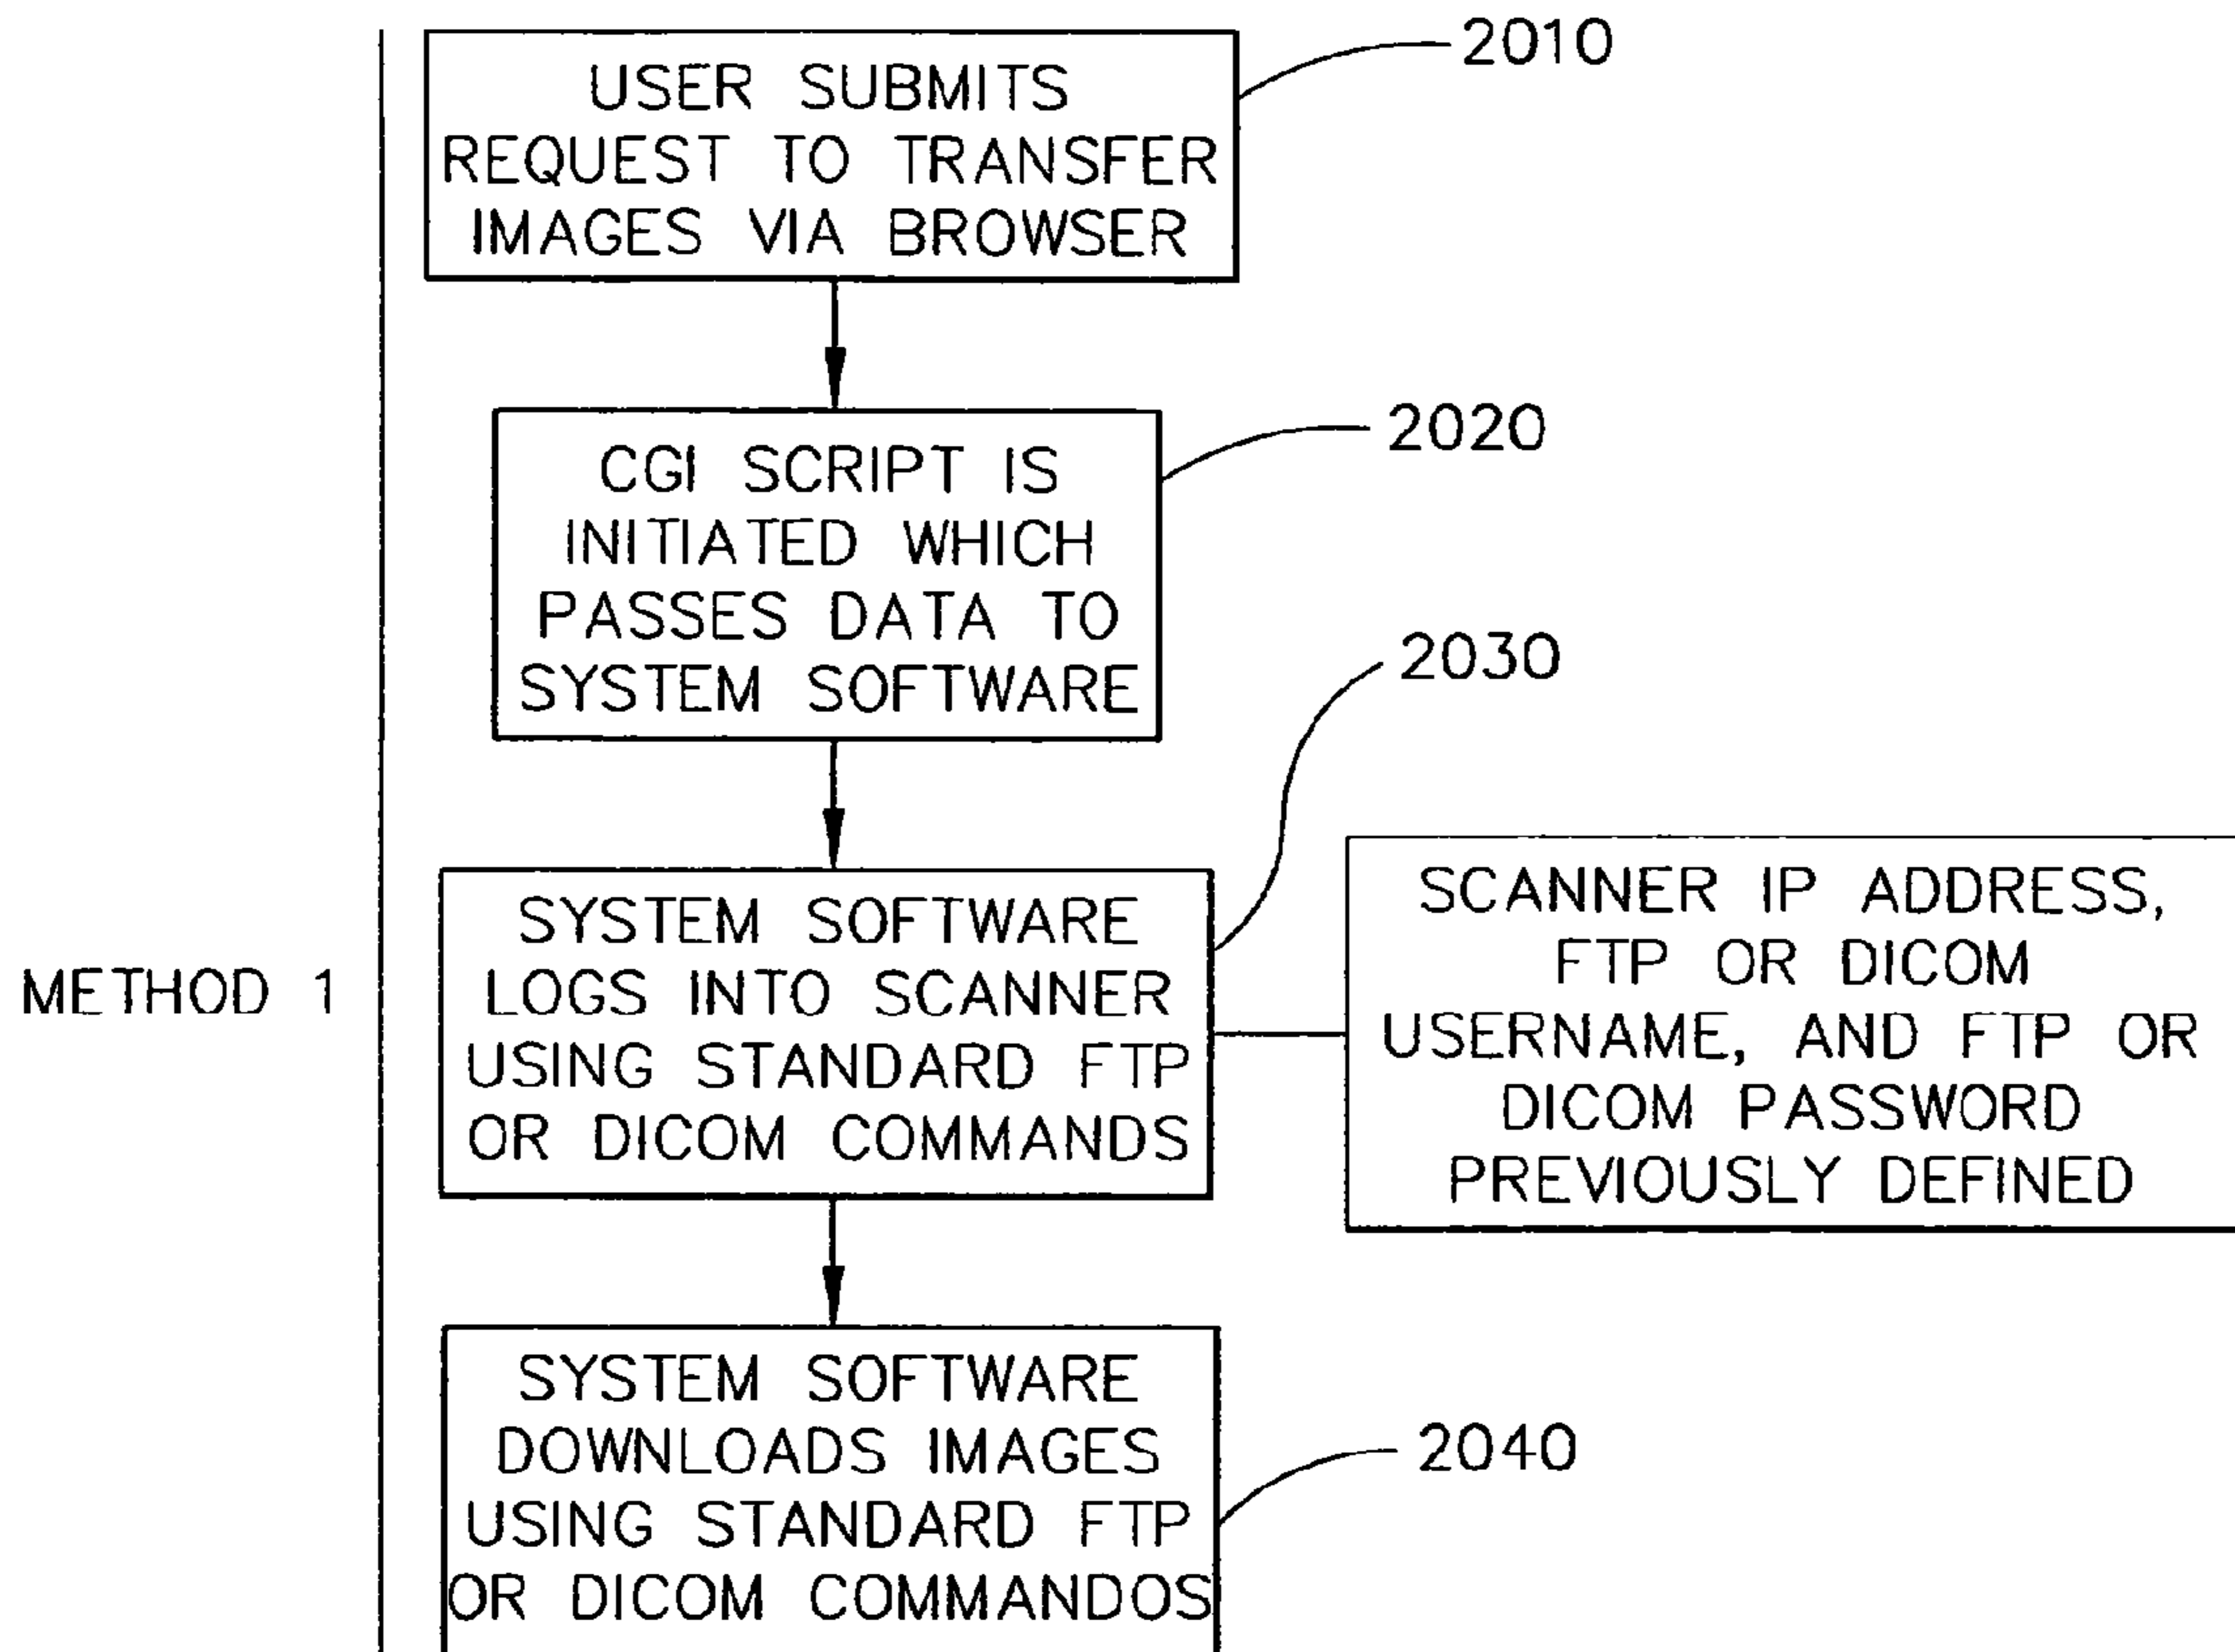 2010
USER SUBMITS
REQUEST TO TRANSFER
IMAGES VIA BROWSER
2020
CGI SCRIPT IS
INITIATED WHICH
PASSES DATA TO
SYSTEM SOFTWARE
2030
METHOD 1
SYSTEM SOFTWARE
LOGS INTO SCANNER
USING STANDARD FTP
OR DICOM COMMANDS
SCANNER IP ADDRESS,
FTP OR DICOM
USERNAME, AND FTP OR
DICOM PASSWORD
PREVIOUSLY DEFINED
SYSTEM SOFTWARE
DOWNLOADS IMAGES
USING STANDARD FTP
OR DICOM COMMANDOS
2040